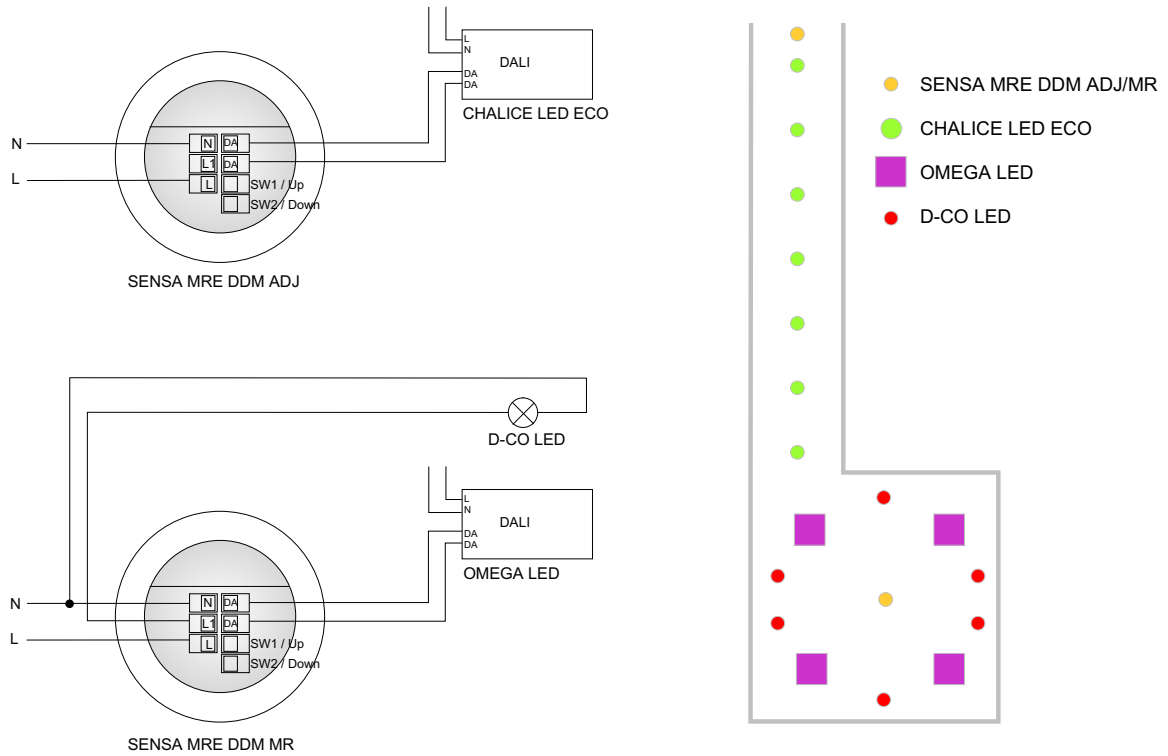 L
N
DALI
DA
DA
CHALICE LED ECO
N
N DA
L1 DA
L
L SW1 / Up
SW2 / Down
SENSA MRE DDM ADJ
D-CO LED
L
N
DALI
DA
DA
OMEGA LED
N
N DA
L1 DA
L
L SW1 / Up
SW2 / Down
SENSA MRE DDM MR
SENSA MRE DDM ADJ/MR
CHALICE LED ECO
OMEGA LED
D-CO LED